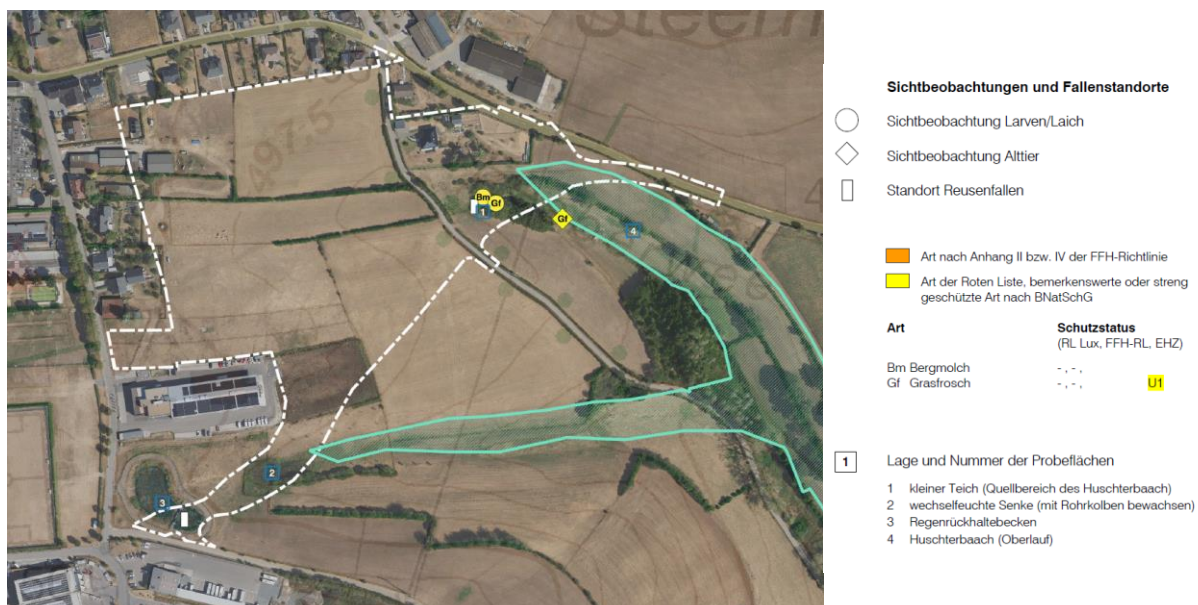 Steern
497.5
Bm
Gf
1
Gf
4
2
3
Sichtbeobachtungen und Fallenstandorte
Sichtbeobachtung Larven/Laich
Sichtbeobachtung Alttier
Standort Reusenfallen
Art nach Anhang II bzw. IV der FFH-Richtlinie
Art der Roten Liste, bemerkenswerte oder streng
geschützte Art nach BNatSchG
Art Schutzstatus
(RL Lux, FFH-RL, EHZ)
Bm Bergmolch - , - ,
Gf Grasfrosch - , - , U1
1 Lage und Nummer der Probeflächen
1 kleiner Teich (Quellbereich des Huschterbaach)
2 wechselfeuchte Senke (mit Rohrkolben bewachsen)
3 Regenrückhaltebecken
4 Huschterbaach (Oberlauf)